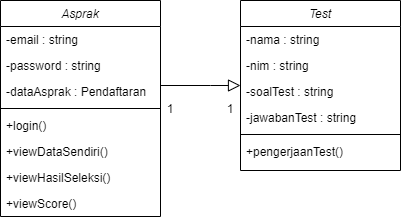 Asprak
-email : string
-password : string
-dataAsprak : Pendaftaran
+login()
+viewDataSendiri()
+viewHasilSeleksi()
+viewScore()
1
1
Test
-nama : string
-nim : string
-soalTest : string
-jawabanTest : string
+pengerjaanTest()